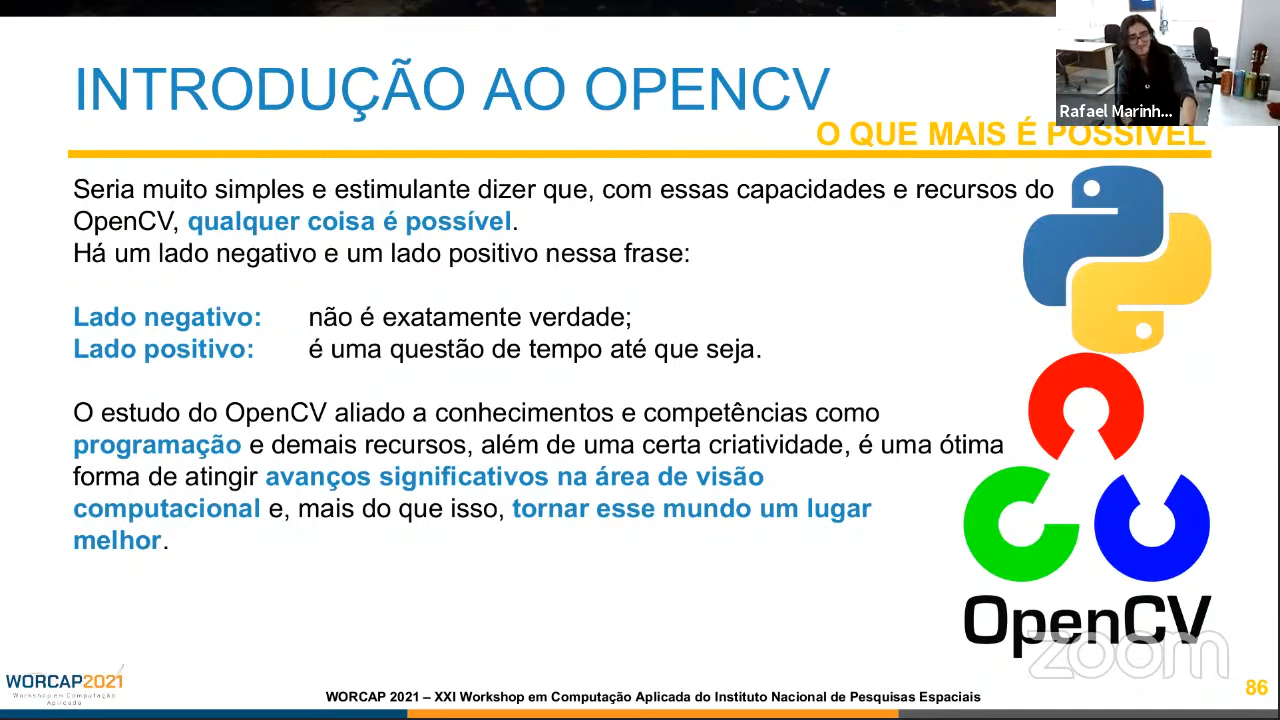 INTRODUÇÃO AO OPENCV
Rafael Marinh...
O QUE MAIS É POSSÍVEL
Seria muito simples e estimulante dizer que, com essas capacidades e recursos do
OpenCV, qualquer coisa é possível.
Há um lado negativo e um lado positivo nessa frase:
Lado negativo: não é exatamente verdade;
Lado positivo: é uma questão de tempo até que seja.
O estudo do OpenCV aliado a conhecimentos e competências como
programação e demais recursos, além de uma certa criatividade, é uma ótima
forma de atingir avanços significativos na área de visão
computacional e, mais do que isso, tornar esse mundo um lugar
melhor.
OpenCV
zoom
WORCAP2021
Workshop em Computação
Aplicada
WORCAP 2021 – XXI Workshop em Computação Aplicada do Instituto Nacional de Pesquisas Espaciais
86